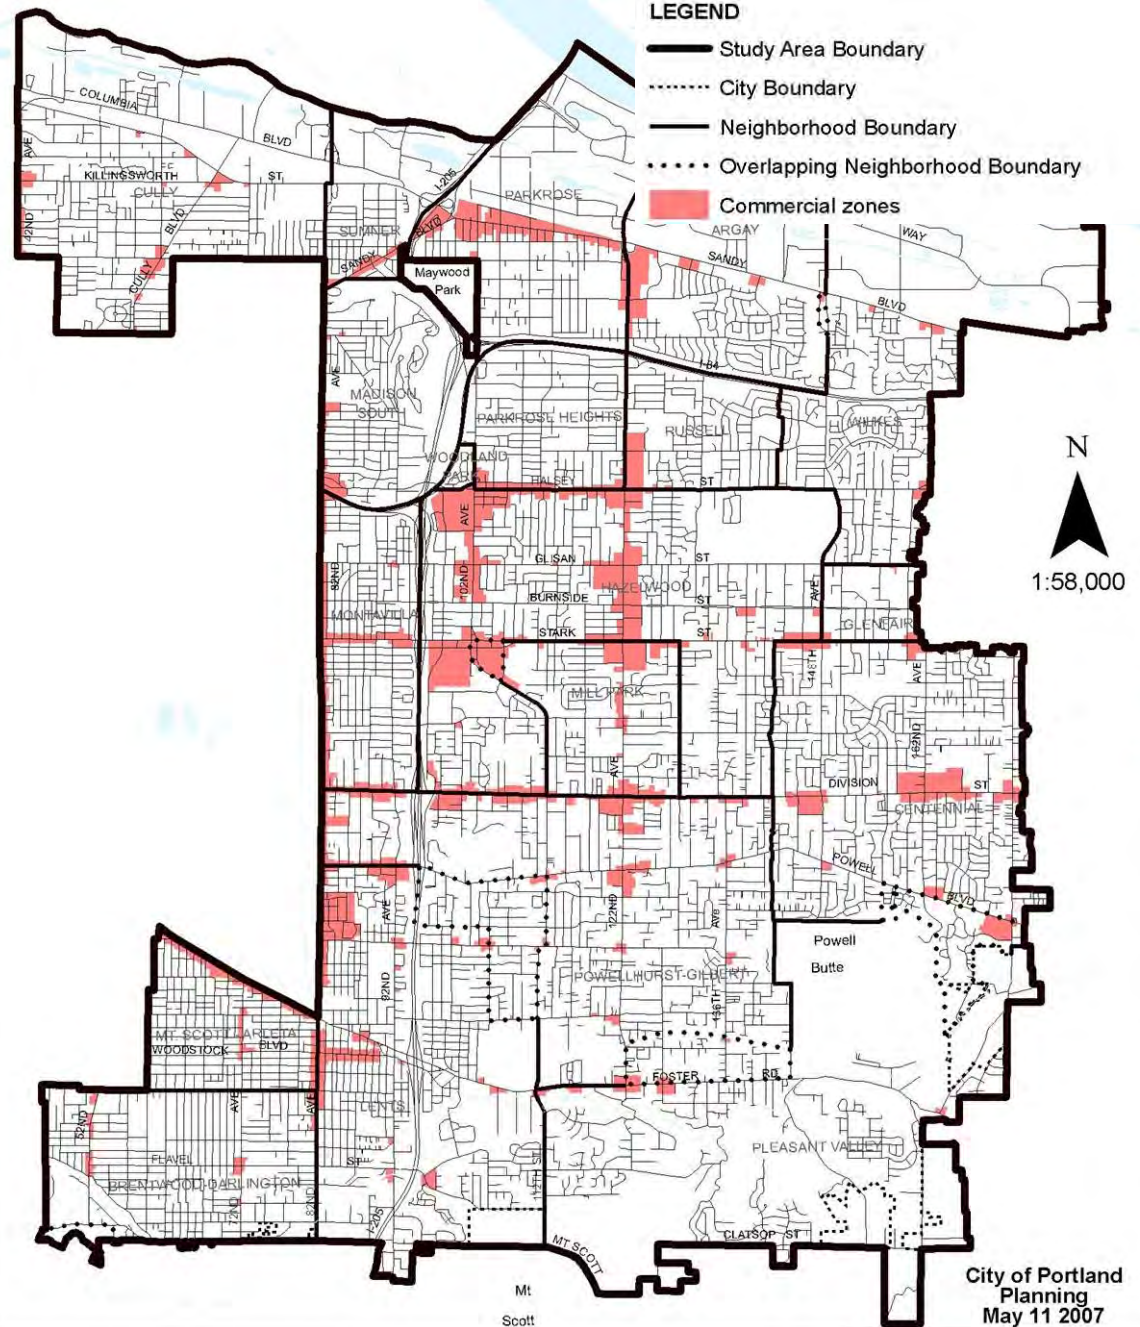 LEGEND
Study Area Boundary
City Boundary
Neighborhood Boundary
Overlapping Neighborhood Boundary
Commercial zones
COLUMBIA
BLVD
AVE
KILLINGSWORTH
ST
CULLY
42ND
BLVD
CULLY
I-205
PARKROSE
SUMNER
BLVD
SANDY
Maywood
Park
ARGAY
SANDY
WAY
BLVD
I-84
AVE
MADISON
SOUTH
PARKROSE HEIGHTS
RUSSELL
WILKES
WOODLAND
PARK
HALSEY
ST
N
1:58,000
AVE
GLISAN
ST
82ND
102ND
HAZELWOOD
AVE
BURNSIDE
ST
MONTAVILLA
STARK
ST
GLENFAIR
148TH
AVE
MILL PARK
162ND
AVE
DIVISION
ST
CENTENNIAL
POWELL
BLVD
AVE
122ND
Ave
Powell
Butte
92ND
POWELLHURST-GILBERT
136TH
MT. SCOTT-ARLETA
WOODSTOCK
BLVD
FOSTER
RD
52ND
AVE
AVE
LENTS
PLEASANT VALLEY
FLAVEL
ST
BRENTWOOD-DARLINGTON
72ND
82ND
112TH ST
I-205
MT SCOTT
CLATSOP ST
Mt
Scott
City of Portland
Planning
May 11 2007